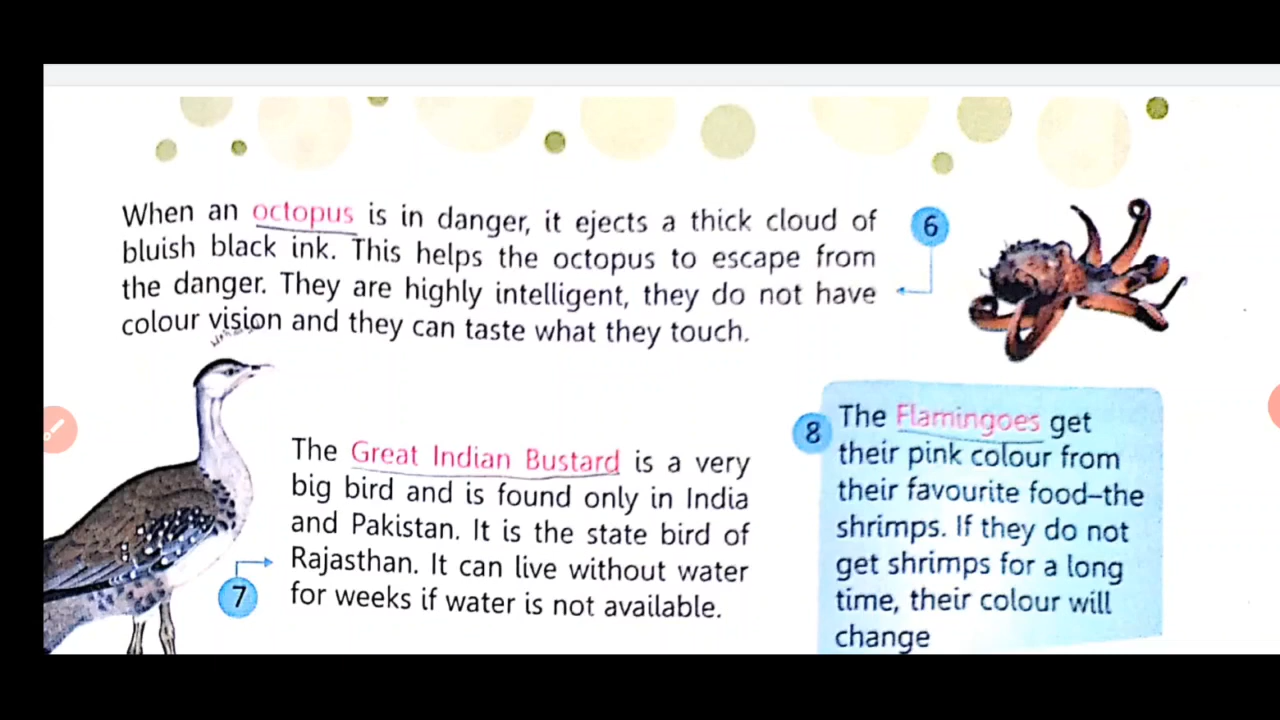 When an octopus is in danger, it ejects a thick cloud of
bluish black ink. This helps the octopus to escape from
the danger. They are highly intelligent, they do not have
colour vision and they can taste what they touch.
6
The Great Indian Bustard is a very
big bird and is found only in India
and Pakistan. It is the state bird of
Rajasthan. It can live without water
for weeks if water is not available.
7
8
The Flamingoes get
their pink colour from
their favourite food–the
shrimps. If they do not
get shrimps for a long
time, their colour will
change